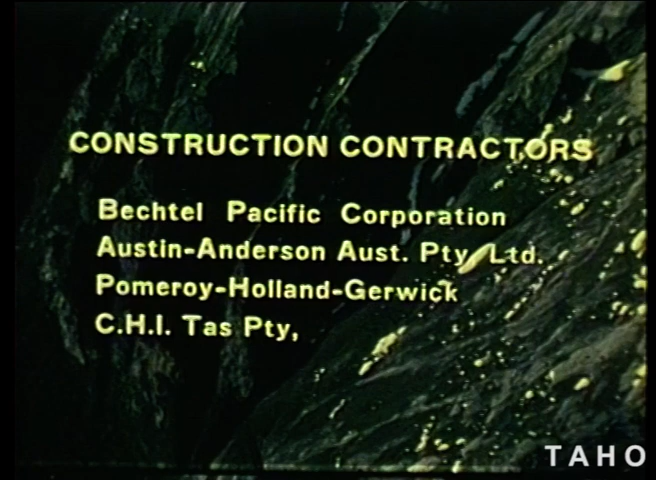 CONSTRUCTION CONTRACTORS
Bechtel Pacific Corporation
Austin-Anderson Aust. Pty. Ltd.
Pomeroy-Holland-Gerwick
C.H.I. Tas Pty,
TAHO